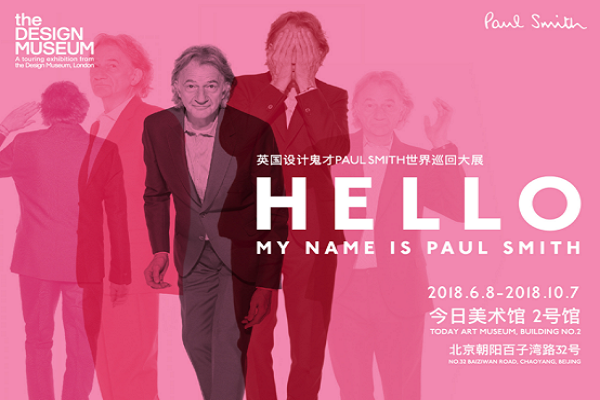 the
DESIGN
MUSEUM
A touring exhibition from
the Design Museum, London
Paul Smith
英国设计鬼才PAUL SMITH世界巡回大展
HELLO
MY NAME IS PAUL SMITH
2018.6.8-2018.10.7
今日美术馆 2号馆
TODAY ART MUSEUM, BUILDING NO.2
北京朝阳百子湾路32号
NO.32 BAIZIWAN ROAD, CHAOYANG, BEIJING